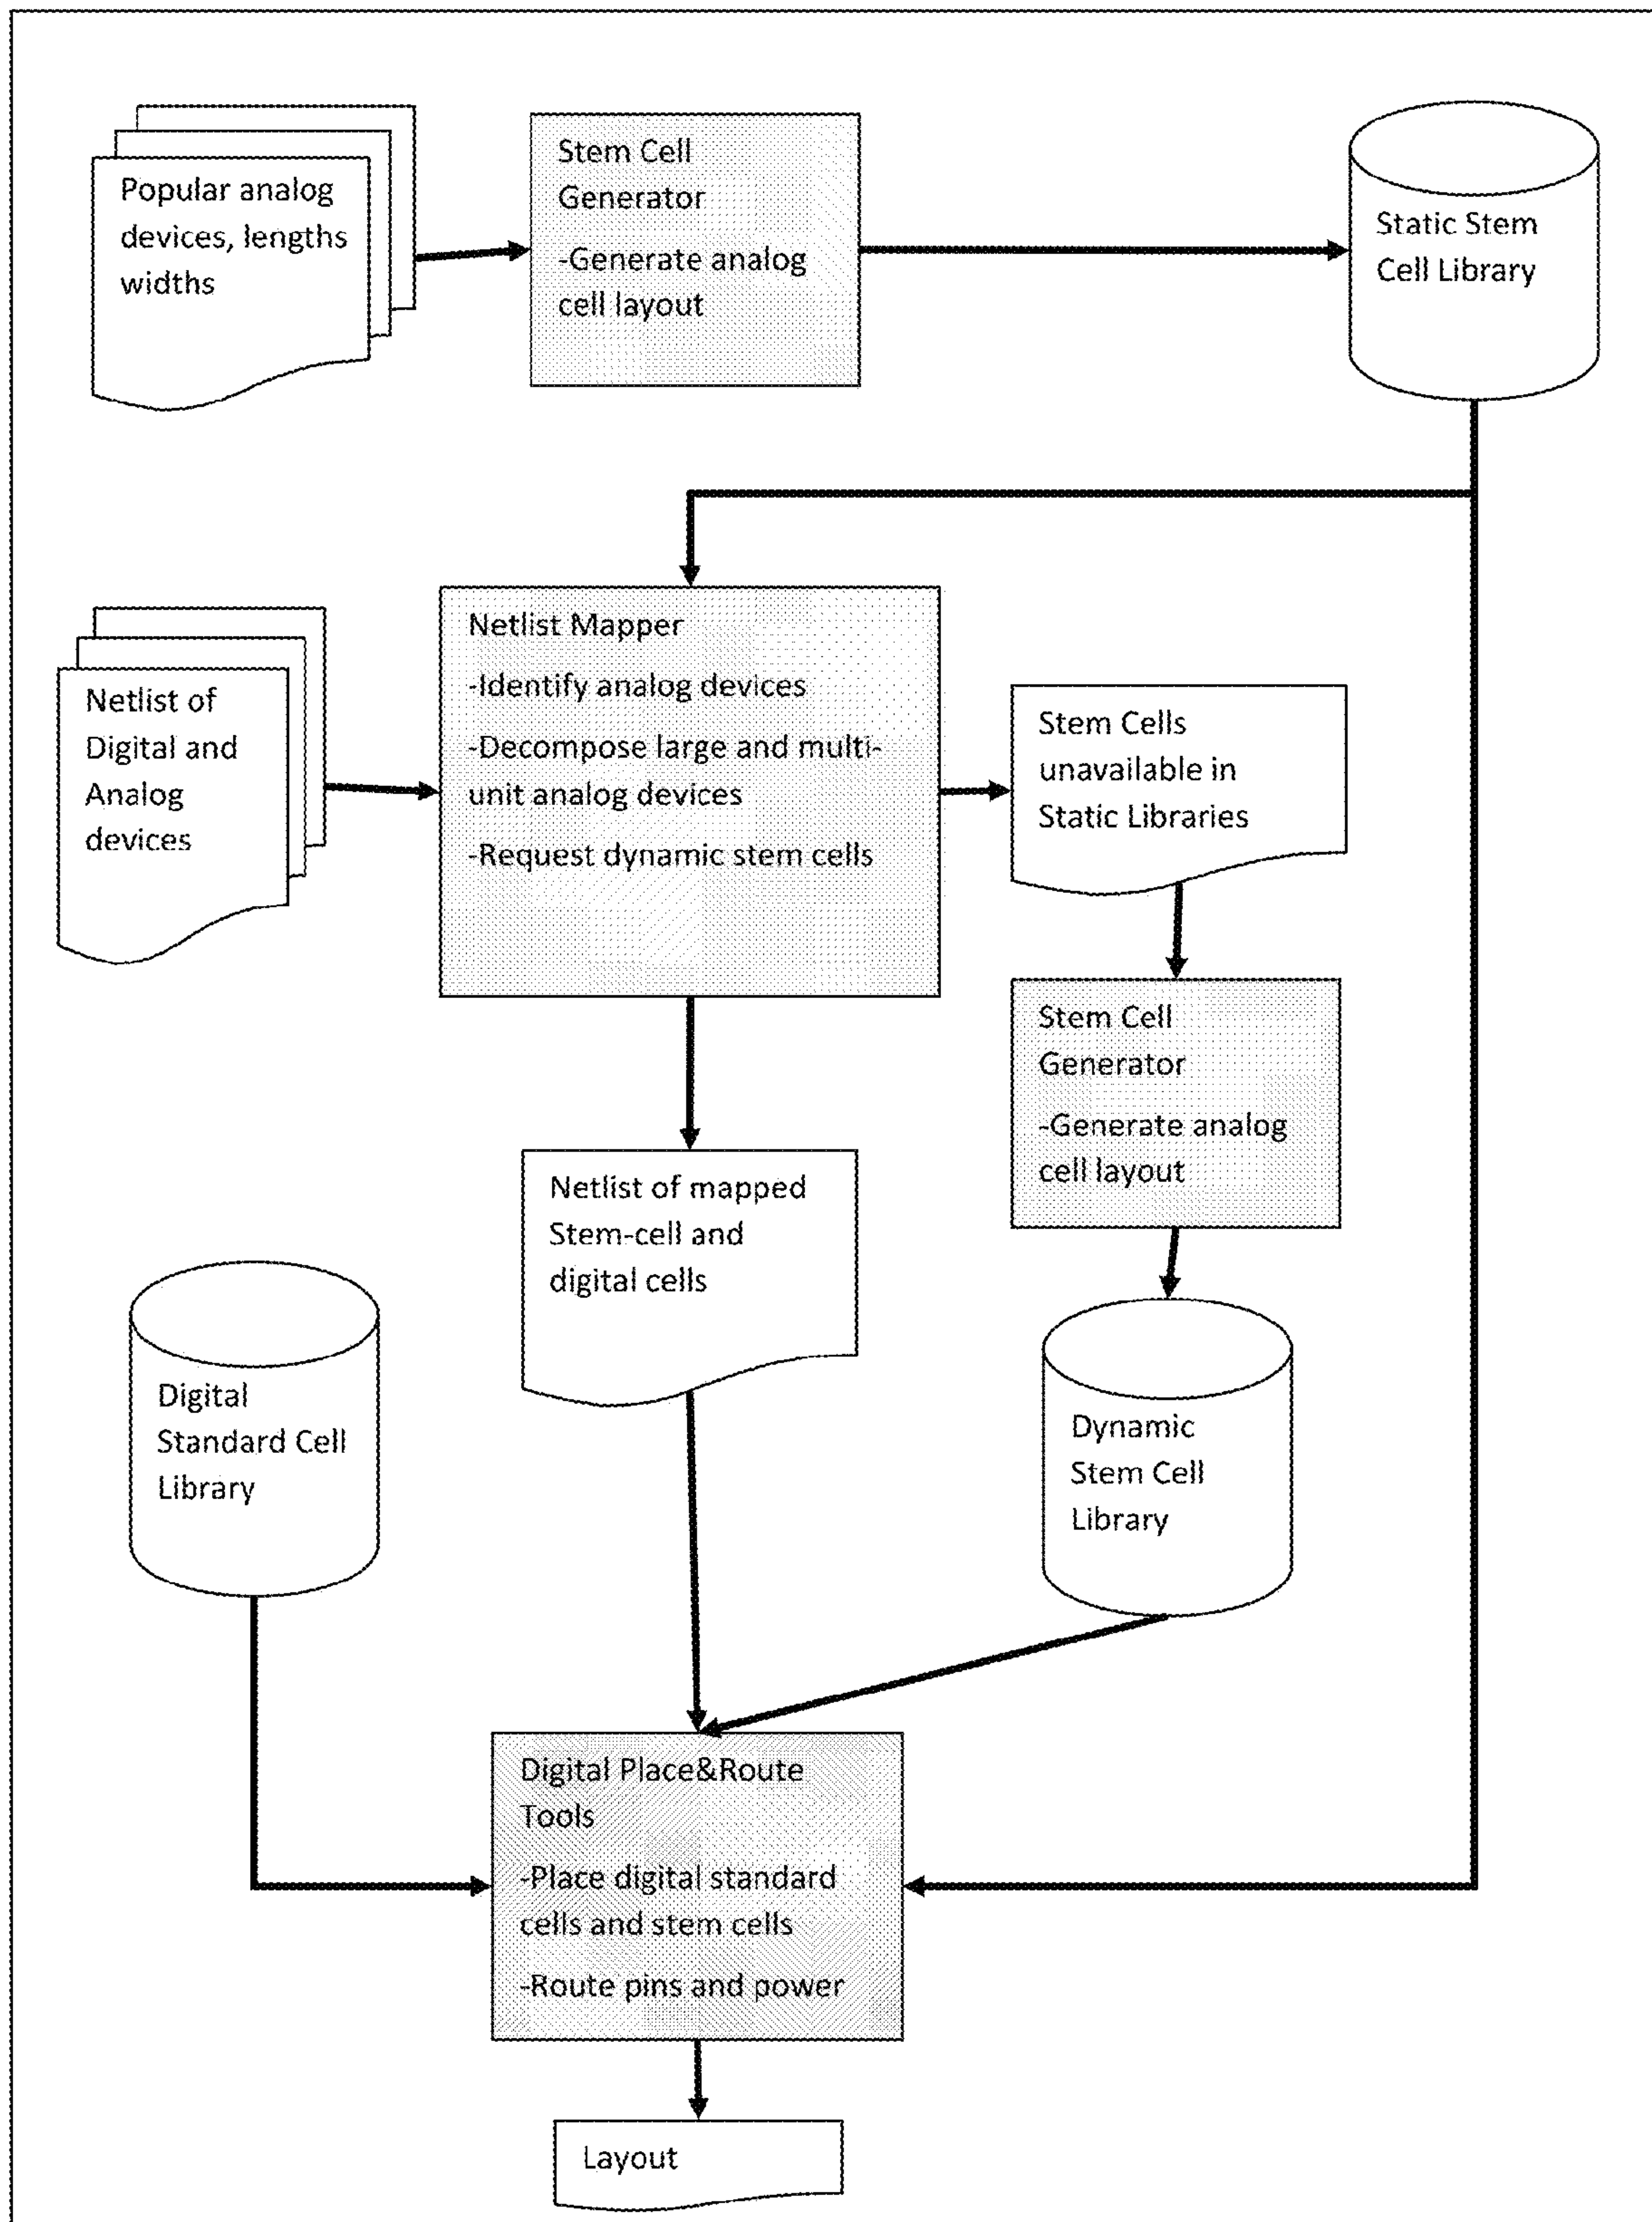 Popular analog
devices, lengths
widths
Stem Cell
Generator
-Generate analog
cell layout
Static Stem
Cell Library
Netlist of
Digital and
Analog
devices
Netlist Mapper
-Identify analog devices
-Decompose large and multi-
unit analog devices
-Request dynamic stem cells
Stem Cells
unavailable in
Static Libraries
Stem Cell
Generator
-Generate analog
cell layout
Netlist of mapped
Stem-cell and
digital cells
Digital
Standard Cell
Library
Dynamic
Stem Cell
Library
Digital Place&Route
Tools
-Place digital standard
cells and stem cells
-Route pins and power
Layout